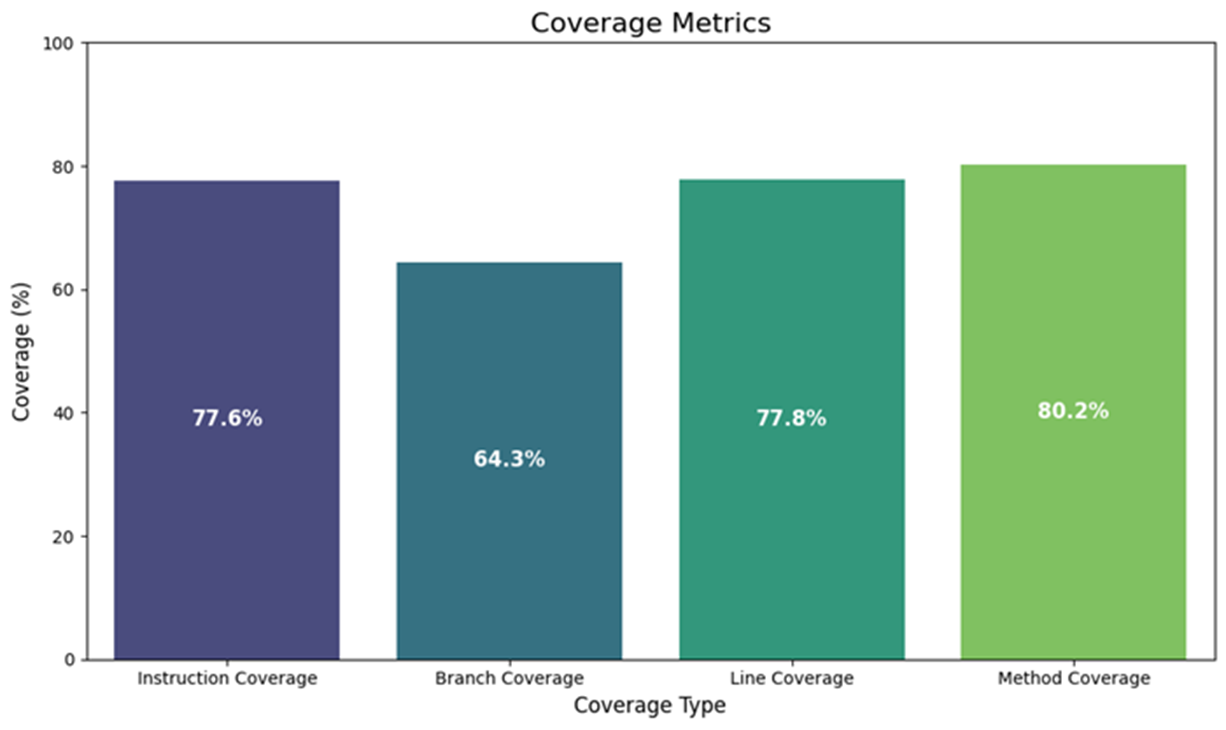 Coverage Metrics
100
80
60
40
20
0
Coverage (%)
77.6%
64.3%
77.8%
80.2%
Instruction Coverage
Branch Coverage
Line Coverage
Method Coverage
Coverage Type